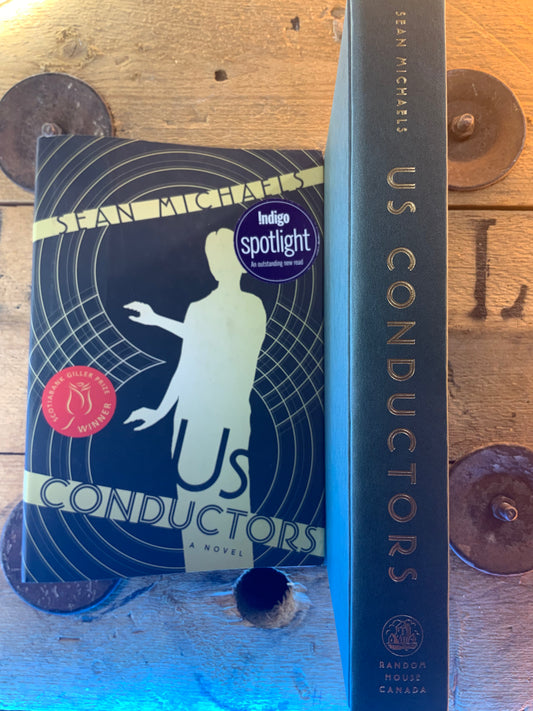 SEAN MICHAELS
Indigo
spotlight
An outstanding new read
SCOTIABANK GILLER PRIZE
WINNER
US
CONDUCTORS
A NOVEL
SEAN MICHAELS
US CONDUCTORS
RANDOM
HOUSE
CANADA
L